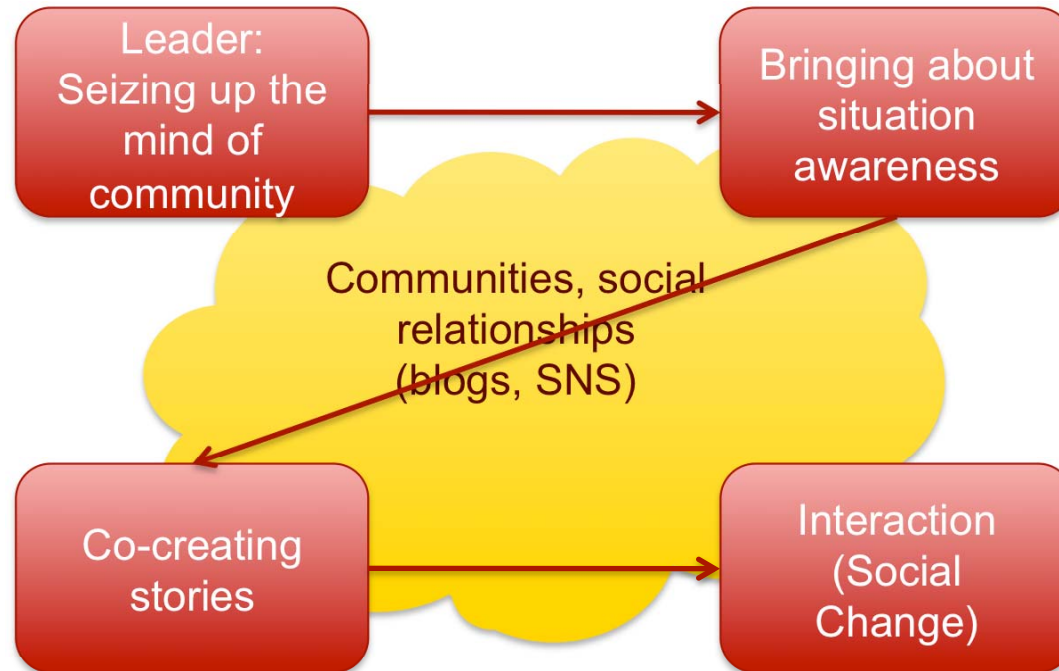 Leader:
Seizing up the
mind of
community
Bringing about
situation
awareness
Communities, social
relationships
(blogs, SNS)
Co-creating
stories
Interaction
(Social
Change)